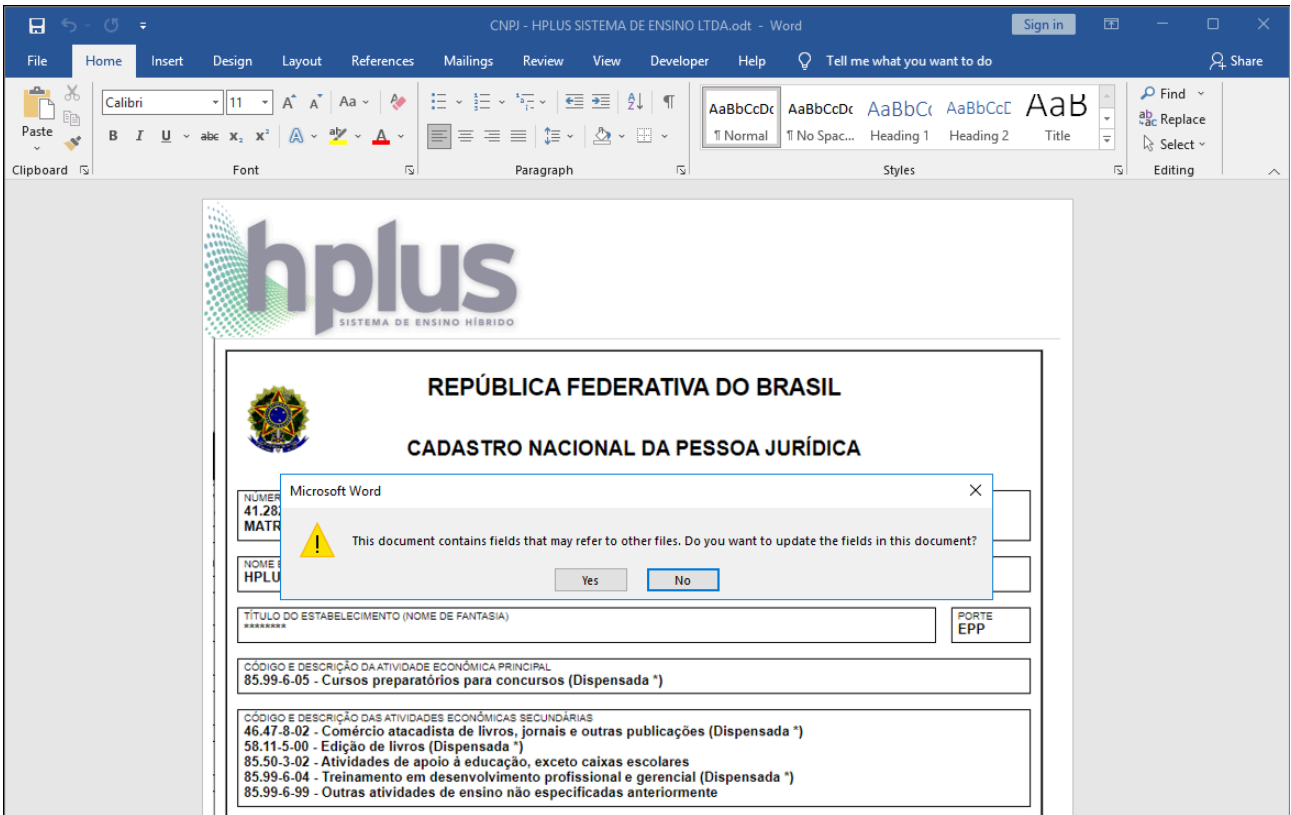 CNPJ - HPLUS SISTEMA DE ENSINO LTDA.odt - Word
Sign in
File Home Insert Design Layout References Mailings Review View Developer Help Tell me what you want to do Share
Paste
Calibri 11 Aa
Find
Replace
Select
B I U abc x₂ x² A A
AaBbCcDc AaBbCcDc AaBbCc AaBbCcE AaB
¶ Normal ¶ No Spac... Heading 1 Heading 2 Title
Clipboard Font Paragraph Styles Editing
hplus
SISTEMA DE ENSINO HÍBRIDO
REPÚBLICA FEDERATIVA DO BRASIL
CADASTRO NACIONAL DA PESSOA JURÍDICA
41.282
MATR
HPLU
Microsoft Word
This document contains fields that may refer to other files. Do you want to update the fields in this document?
Yes No
TÍTULO DO ESTABELECIMENTO (NOME DE FANTASIA)
********
PORTE
EPP
CÓDIGO E DESCRIÇÃO DA ATIVIDADE ECONÔMICA PRINCIPAL
85.99-6-05 - Cursos preparatórios para concursos (Dispensada *)
CÓDIGO E DESCRIÇÃO DAS ATIVIDADES ECONÔMICAS SECUNDÁRIAS
46.47-8-02 - Comércio atacadista de livros, jornais e outras publicações (Dispensada *)
58.11-5-00 - Edição de livros (Dispensada *)
85.50-3-02 - Atividades de apoio à educação, exceto caixas escolares
85.99-6-04 - Treinamento em desenvolvimento profissional e gerencial (Dispensada *)
85.99-6-99 - Outras atividades de ensino não especificadas anteriormente